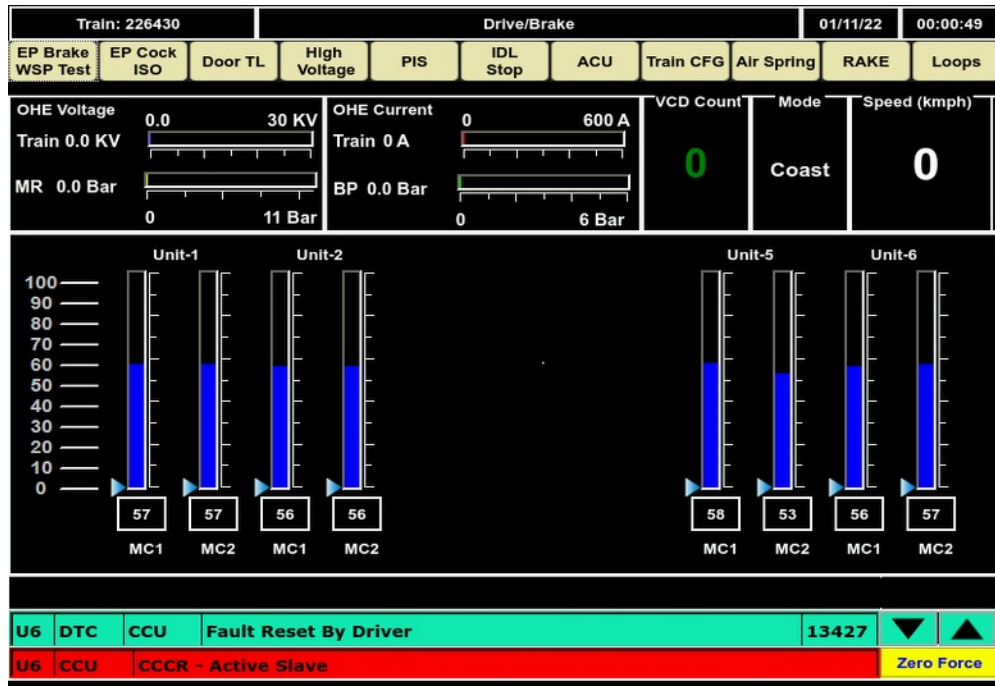 Train: 226430 Drive/Brake 01/11/22 00:00:49
EP Brake WSP Test
EP Cock ISO
Door TL
High Voltage
PIS
IDL Stop
ACU
Train CFG
Air Spring
RAKE
Loops
OHE Voltage
0.0 30 KV
Train 0.0 KV
MR 0.0 Bar
0 11 Bar
OHE Current
0 600 A
Train 0 A
BP 0.0 Bar
0 6 Bar
VCD Count
0
Mode
Coast
Speed (kmph)
0
Unit-1 Unit-2 Unit-5 Unit-6
100
90
80
70
60
50
40
30
20
10
0
57 57 56 56 58 53 56 57
MC1 MC2 MC1 MC2 MC1 MC2 MC1 MC2
U6 DTC CCU Fault Reset By Driver 13427
U6 CCU CCCR - Active Slave Zero Force